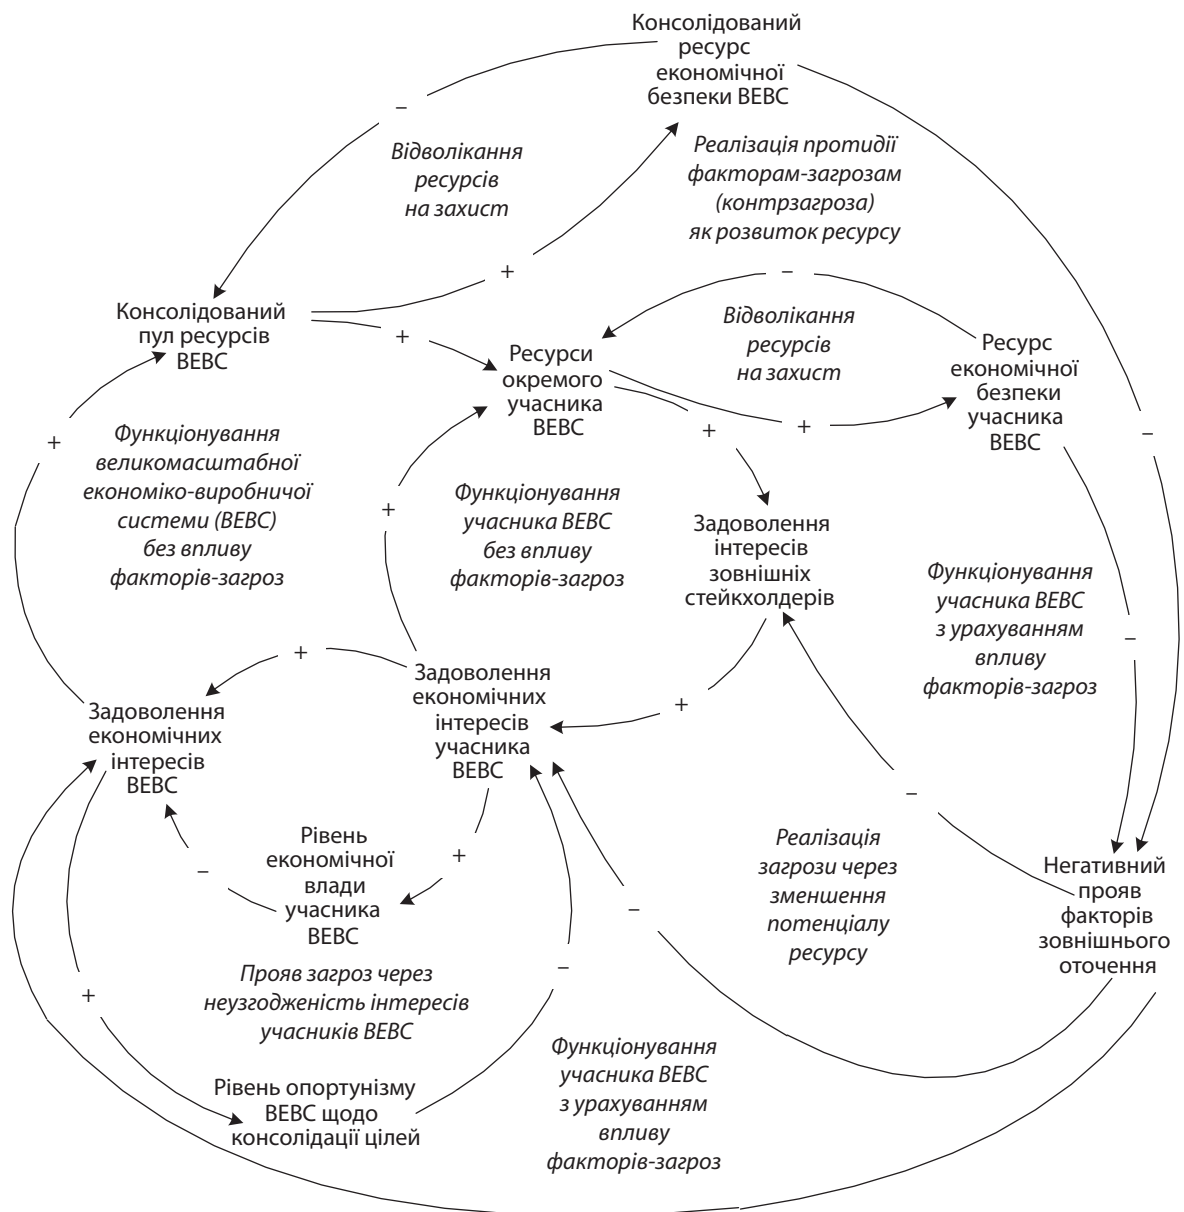 Консолідований
ресурс
економічної
безпеки ВЕВС
–
Відволікання
ресурсів
на захист
Реалізація протидії
факторам-загрозам
(контрзагроза)
як розвиток ресурсу
+
–
Консолідований
пул ресурсів
ВЕВС
+
Ресурси
окремого
учасника
ВЕВС
Відволікання
ресурсів
на захист
Ресурс
економічної
безпеки
учасника
ВЕВС
+
+
+
–
Функціонування
великомасштабної
економіко-виробничої
системи (ВЕВС)
без впливу
факторів-загроз
+
Функціонування
учасника ВЕВС
без впливу
факторів-загроз
Задоволення
інтересів
зовнішніх
стейкхолдерів
Функціонування
учасника ВЕВС
з урахуванням
впливу
факторів-загроз
–
+
Задоволення
економічних
інтересів
ВЕВС
Задоволення
економічних
інтересів
учасника
ВЕВС
+
–
Рівень
економічної
влади
учасника
ВЕВС
–
+
Реалізація
загрози через
зменшення
потенціалу
ресурсу
Негативний
прояв
факторів
зовнішнього
оточення
–
Прояв загроз через
неузгодженість інтересів
учасників ВЕВС
+
–
Рівень опортунізму
ВЕВС щодо
консолідації цілей
Функціонування
учасника ВЕВС
з урахуванням
впливу
факторів-загроз